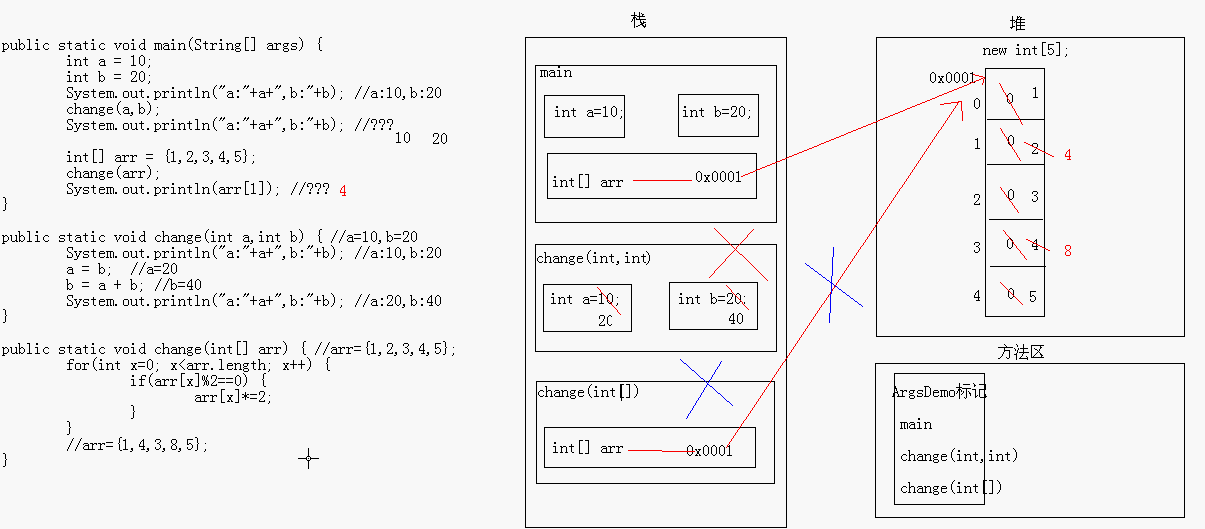 public static void main(String[] args) {
int a = 10;
int b = 20;
System.out.println("a:"+a+",b:"+b); //a:10,b:20
change(a,b);
System.out.println("a:"+a+",b:"+b); //???
10 20
int[] arr = {1,2,3,4,5};
change(arr);
System.out.println(arr[1]); //??? 4
}
public static void change(int a,int b) { //a=10,b=20
System.out.println("a:"+a+",b:"+b); //a:10,b:20
a = b; //a=20
b = a + b; //b=40
System.out.println("a:"+a+",b:"+b); //a:20,b:40
}
public static void change(int[] arr) { //arr={1,2,3,4,5};
for(int x=0; x<arr.length; x++) {
if(arr[x]%2==0) {
arr[x]*=2;
}
}
//arr={1,4,3,8,5};
}
栈
main
int a=10; int b=20;
int[] arr 0x0001
change(int,int)
int a=10; int b=20;
20 40
change(int[])
int[] arr 0x0001
堆
new int[5];
0x0001
0 0 1
1 0 2 4
2 0 3
3 0 4 8
4 0 5
方法区
ArgsDemo标记
main
change(int,int)
change(int[])